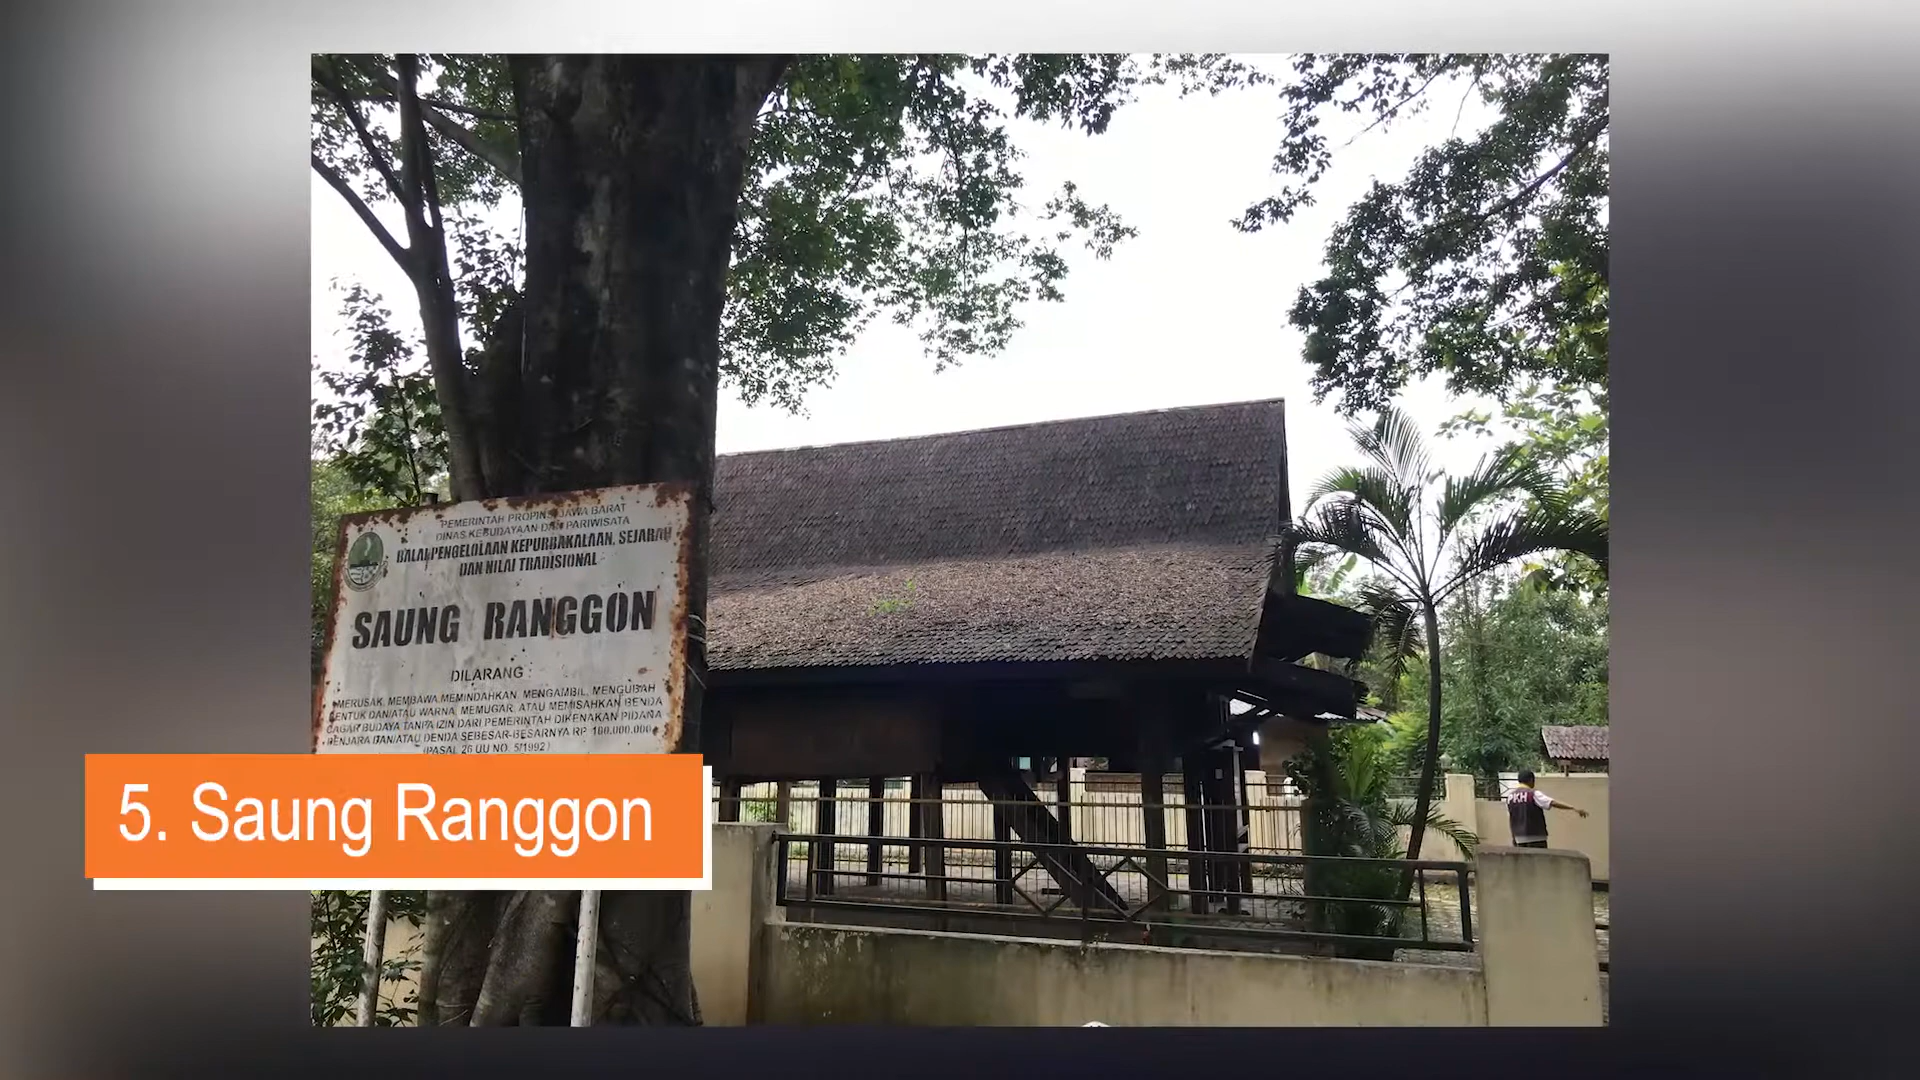 PEMERINTAH PROPINSI JAWA BARAT
DINAS KEBUDAYAAN DAN PARIWISATA
BALAI PENGELOLAAN KEPURBAKALAAN, SEJARAH
DAN NILAI TRADISIONAL
SAUNG RANGGON
DILARANG :
MERUSAK, MEMBAWA MEMINDAHKAN, MENGAMBIL, MENGUBAH
BENTUK DAN/ATAU WARNA, MEMUGAR, ATAU MEMISAHKAN BENDA
CAGAR BUDAYA TANPA IZIN DARI PEMERINTAH DIKENAKAN PIDANA
PENJARA DAN/ATAU DENDA SEBESAR-BESARNYA RP 100.000.000,-
(PASAL 26 UU NO. 5/1992)
5. Saung Ranggon
PKH